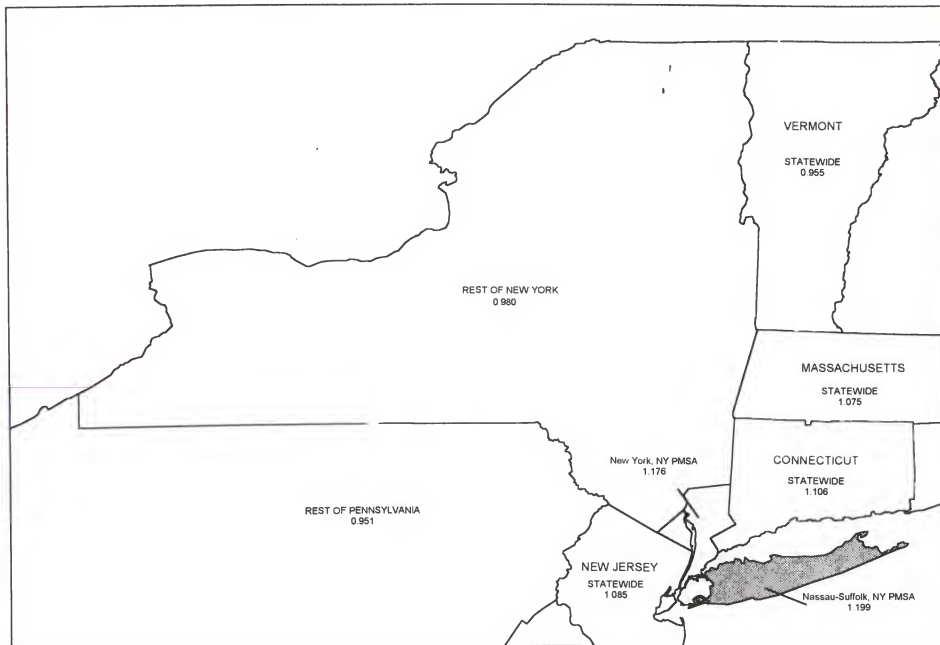 VERMONT
STATEWIDE
0.955
REST OF NEW YORK
0.980
MASSACHUSETTS
STATEWIDE
1.075
New York, NY PMSA
1.176
CONNECTICUT
STATEWIDE
1.106
REST OF PENNSYLVANIA
0.951
NEW JERSEY
STATEWIDE
1.085
Nassau-Suffolk, NY PMSA
1.199